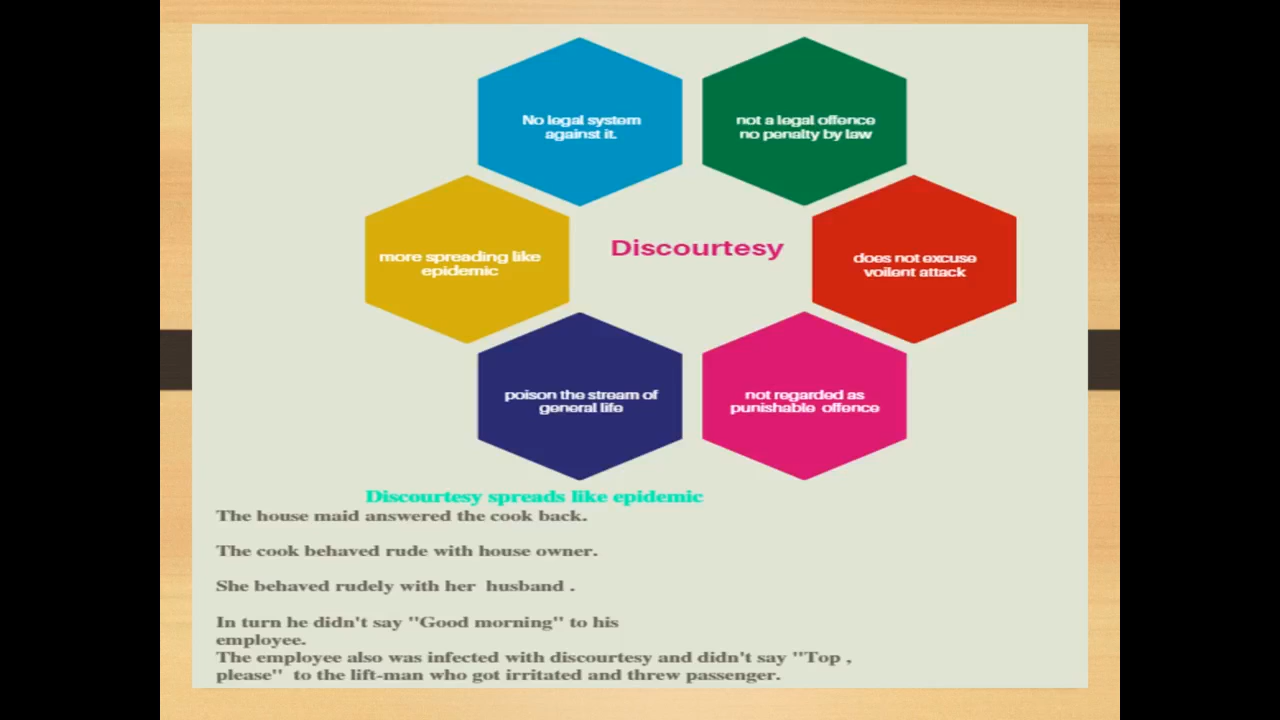 No legal system
against it.
not a legal offence
no penalty by law
more spreading like
epidemic
Discourtesy
does not excuse
voilent attack
poison the stream of
general life
not regarded as
punishable offence
Discourtesy spreads like epidemic
The house maid answered the cook back.
The cook behaved rude with house owner.
She behaved rudely with her husband .
In turn he didn't say "Good morning" to his
employee.
The employee also was infected with discourtesy and didn't say "Top ,
please" to the lift-man who got irritated and threw passenger.